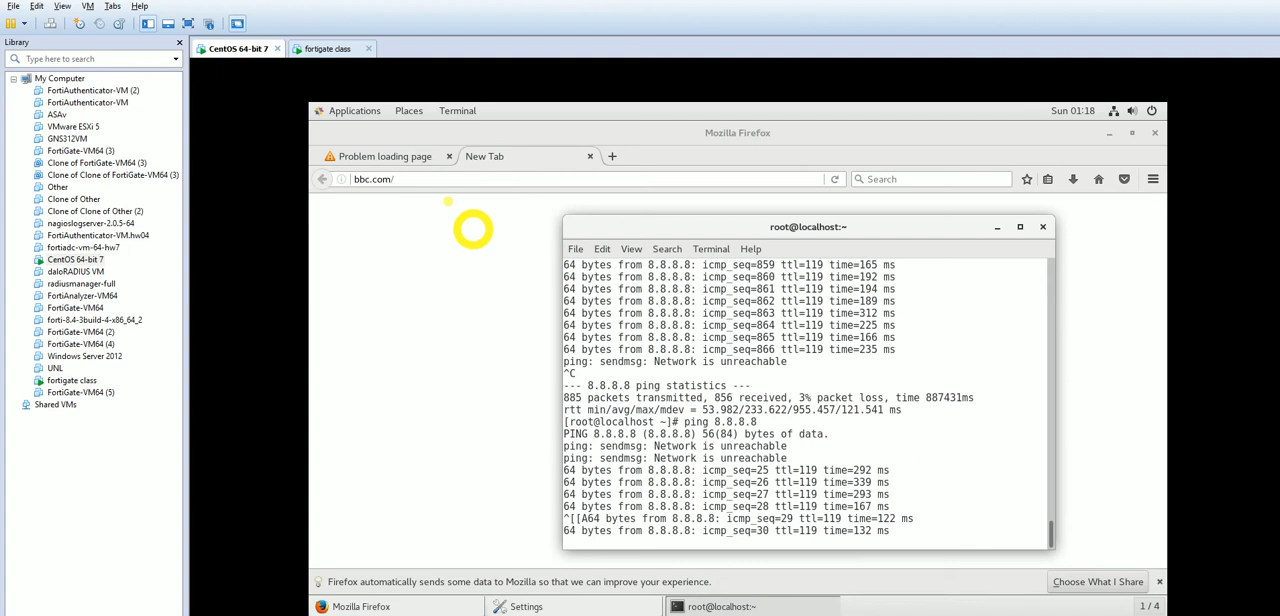 File Edit View VM Tabs Help
Library
CentOS 64-bit 7
fortigate class
Type here to search
My Computer
FortiAuthenticator-VM (2)
FortiAuthenticator-VM
ASAv
VMware ESXi 5
GNS312VM
FortiGate-VM64 (3)
Clone of FortiGate-VM64 (3)
Clone of Clone of FortiGate-VM64 (3)
Other
Clone of Other
Clone of Clone of Other (2)
nagioslogserver-2.0.5-64
FortiAuthenticator-VM.hw04
fortiadc-vm-64-hw7
CentOS 64-bit 7
daloRADIUS VM
radiusmanager-full
FortiAnalyzer-VM64
FortiGate-VM64
forti-8.4-3build-4-x86_64_2
FortiGate-VM64 (2)
FortiGate-VM64 (4)
Windows Server 2012
UNL
fortigate class
FortiGate-VM64 (5)
Shared VMs
Applications Places Terminal
Sun 01:18
Mozilla Firefox
Problem loading page
New Tab
bbc.com/
Search
root@localhost:~
File Edit View Search Terminal Help
64 bytes from 8.8.8.8: icmp_seq=859 ttl=119 time=165 ms
64 bytes from 8.8.8.8: icmp_seq=860 ttl=119 time=192 ms
64 bytes from 8.8.8.8: icmp_seq=861 ttl=119 time=194 ms
64 bytes from 8.8.8.8: icmp_seq=862 ttl=119 time=189 ms
64 bytes from 8.8.8.8: icmp_seq=863 ttl=119 time=312 ms
64 bytes from 8.8.8.8: icmp_seq=864 ttl=119 time=225 ms
64 bytes from 8.8.8.8: icmp_seq=865 ttl=119 time=166 ms
64 bytes from 8.8.8.8: icmp_seq=866 ttl=119 time=235 ms
ping: sendmsg: Network is unreachable
^C
--- 8.8.8.8 ping statistics ---
885 packets transmitted, 856 received, 3% packet loss, time 887431ms
rtt min/avg/max/mdev = 53.982/233.622/955.457/121.541 ms
[root@localhost ~]# ping 8.8.8.8
PING 8.8.8.8 (8.8.8.8) 56(84) bytes of data.
ping: sendmsg: Network is unreachable
ping: sendmsg: Network is unreachable
64 bytes from 8.8.8.8: icmp_seq=25 ttl=119 time=292 ms
64 bytes from 8.8.8.8: icmp_seq=26 ttl=119 time=339 ms
64 bytes from 8.8.8.8: icmp_seq=27 ttl=119 time=293 ms
64 bytes from 8.8.8.8: icmp_seq=28 ttl=119 time=167 ms
^[[A64 bytes from 8.8.8.8: icmp_seq=29 ttl=119 time=122 ms
64 bytes from 8.8.8.8: icmp_seq=30 ttl=119 time=132 ms
Firefox automatically sends some data to Mozilla so that we can improve your experience.
Choose What I Share
Mozilla Firefox
Settings
root@localhost:~
1 / 4